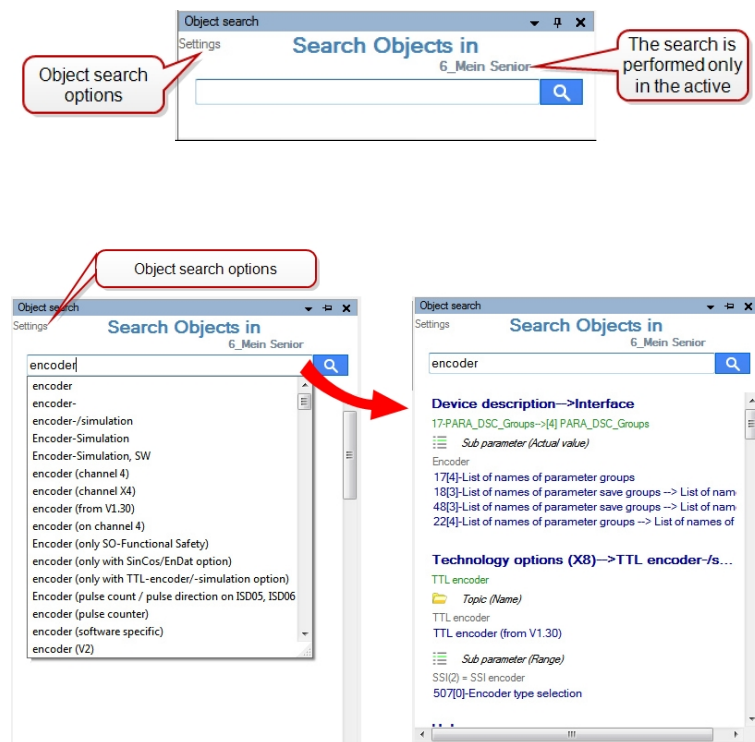 Object search
Settings
Search Objects in
6_Mein Senior
Object search
options
The search is
performed only
in the active
Object search options
Object search
Settings
Search Objects in
6_Mein Senior
encoder
encoder
encoder-
encoder-/simulation
Encoder-Simulation
Encoder-Simulation, SW
encoder (channel 4)
encoder (channel X4)
encoder (from V1.30)
encoder (on channel 4)
Encoder (only SO-Functional Safety)
encoder (only with SinCos/EnDat option)
encoder (only with TTL-encoder/-simulation option)
Encoder (pulse count / pulse direction on ISD05, ISD06
encoder (pulse counter)
encoder (software specific)
encoder (V2)
Object search
Settings
Search Objects in
6_Mein Senior
encoder
Device description-->Interface
17-PARA_DSC_Groups-->[4] PARA_DSC_Groups
Sub parameter (Actual value)
Encoder
17[4]-List of names of parameter groups
18[3]-List of names of parameter save groups --> List of nam
48[3]-List of names of parameter save groups --> List of nam
22[4]-List of names of parameter groups --> List of names of
Technology options (X8)-->TTL encoder-/s...
TTL encoder
Topic (Name)
TTL encoder
TTL encoder (from V1.30)
Sub parameter (Range)
SSI(2) = SSI encoder
507[0]-Encoder type selection